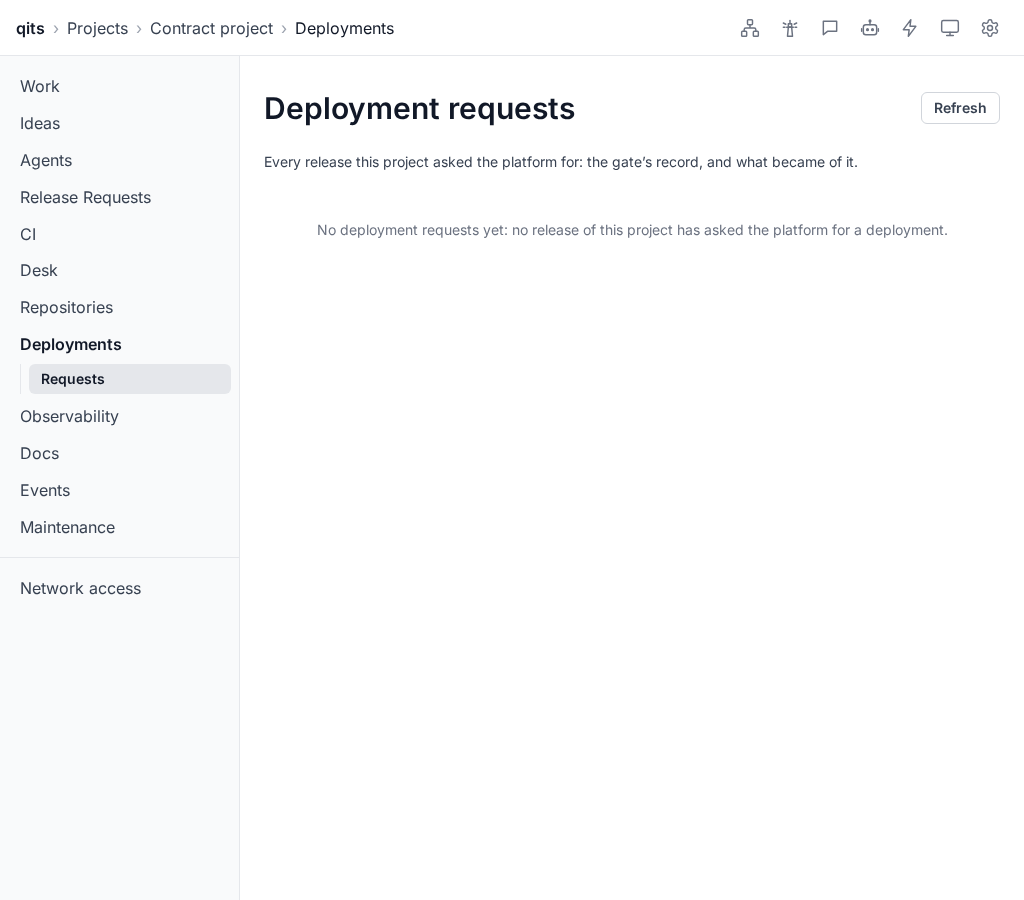 qits › Projects › Contract project › Deployments
Work
Ideas
Agents
Release Requests
CI
Desk
Repositories
Deployments
Requests
Observability
Docs
Events
Maintenance
Network access
Deployment requests
Refresh
Every release this project asked the platform for: the gate’s record, and what became of it.
No deployment requests yet: no release of this project has asked the platform for a deployment.